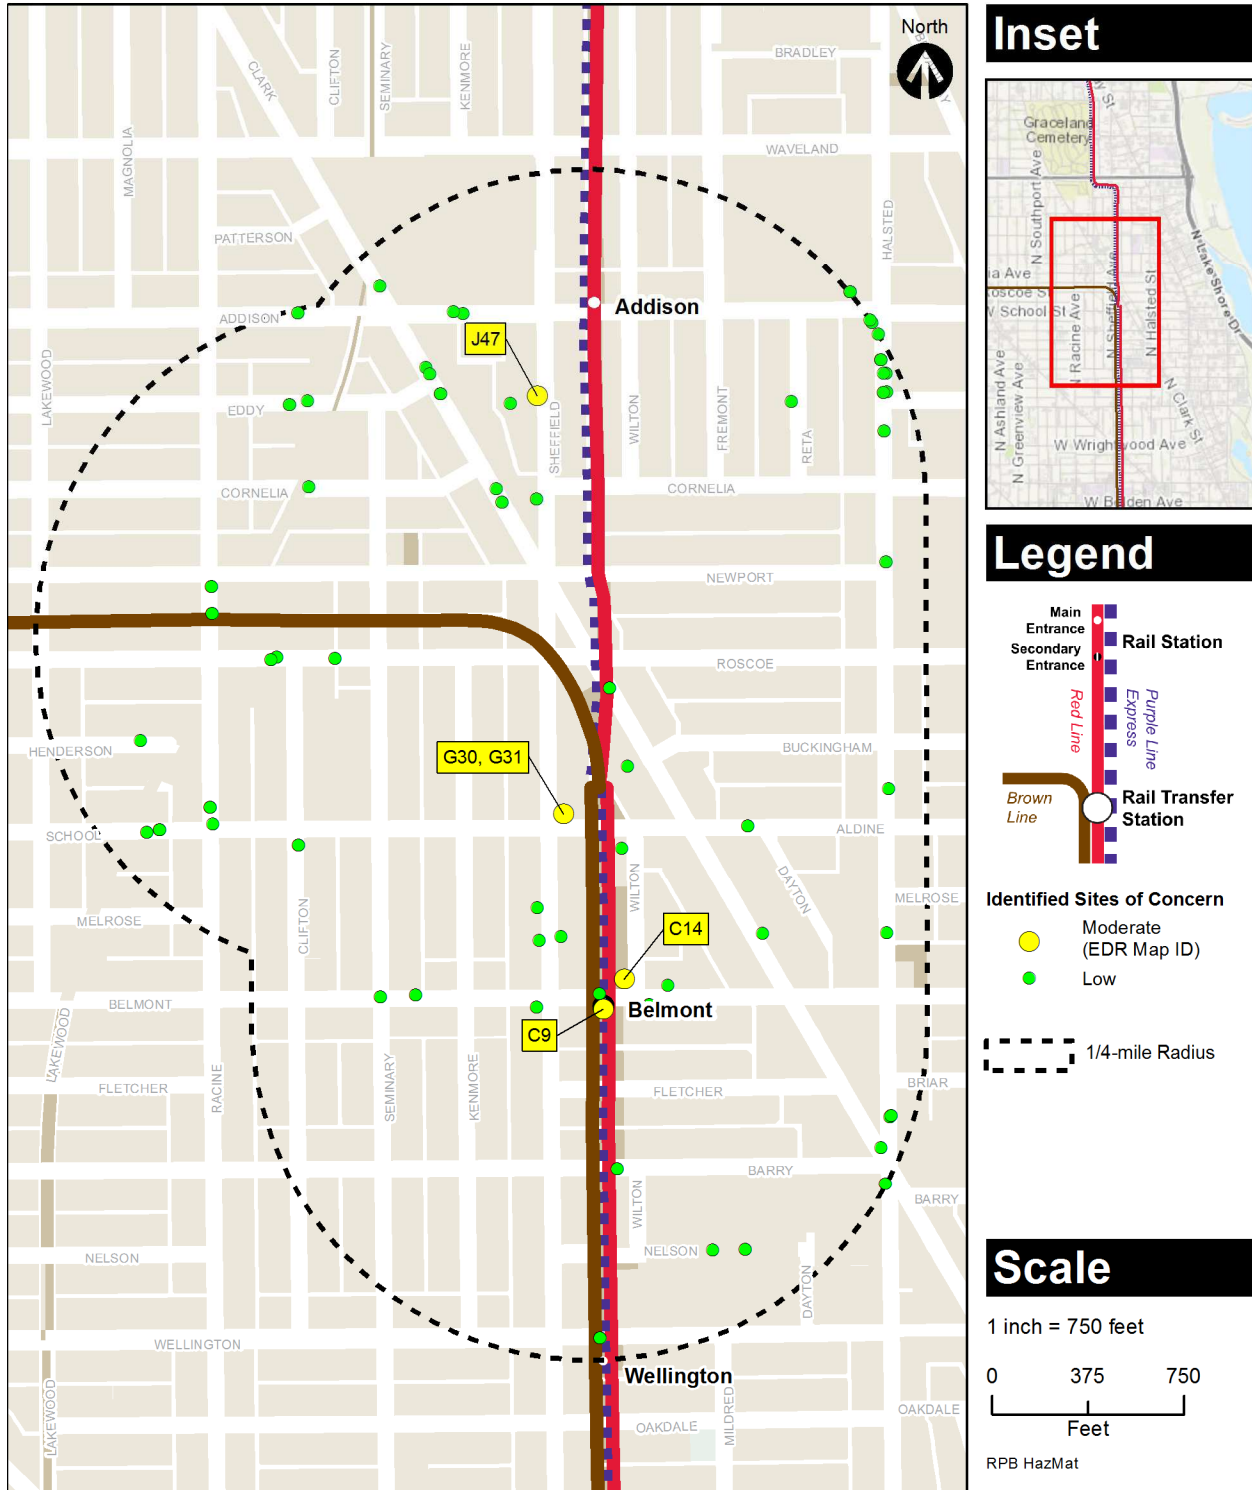 North
BRADLEY
CLARK
CLIFTON
SEMINARY
KENMORE
MAGNOLIA
WAVELAND
PATTERSON
HALSTED
ADDISON
Addison
J47
LAKEWOOD
EDDY
SHEFFIELD
WILTON
FREMONT
RETA
CORNELIA
CORNELIA
NEWPORT
ROSCOE
HENDERSON
G30, G31
BUCKINGHAM
SCHOOL
ALDINE
WILTON
DAYTON
MELROSE
MELROSE
CLIFTON
C14
BELMONT
Belmont
C9
LAKEWOOD
RACINE
SEMINARY
KENMORE
FLETCHER
FLETCHER
BRIAR
BARRY
BARRY
WILTON
NELSON
NELSON
DAYTON
WELLINGTON
Wellington
LAKEWOOD
MILDRED
OAKDALE
OAKDALE
Inset
Graceland
Cemetery
N Southport Ave
N Lake Shore Dr
ia Ave
oscoe St
W School St
N Sheffield Ave
N Halsted St
N Racine Ave
N Ashland Ave
N Greenview Ave
N Clark St
W Wrightwood Ave
W Belden Ave
Legend
Main
Entrance
Secondary
Entrance
Rail Station
Red Line
Purple Line
Express
Brown
Line
Rail Transfer
Station
Identified Sites of Concern
Moderate
(EDR Map ID)
Low
1/4-mile Radius
Scale
1 inch = 750 feet
0 375 750
Feet
RPB HazMat